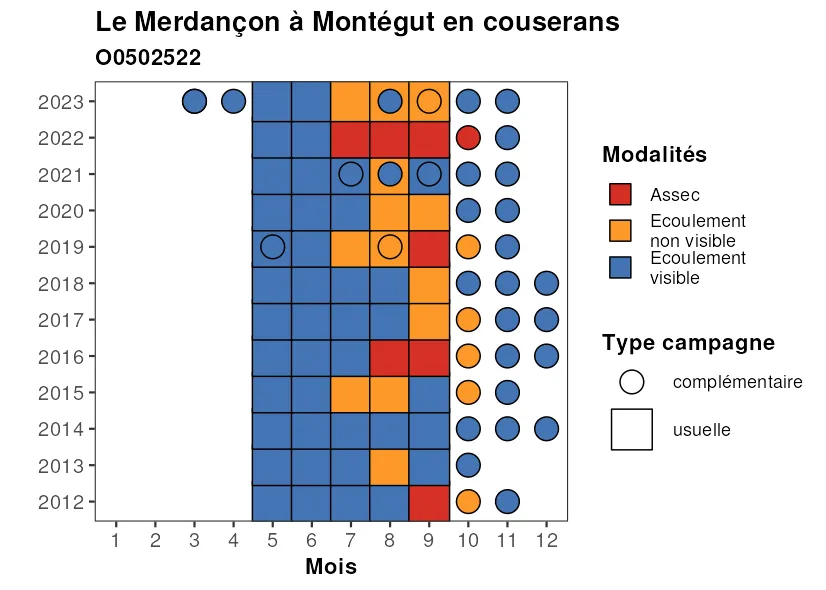 Le Merdançon à Montégut en couserans
O0502522
2023
2022
2021
2020
2019
2018
2017
2016
2015
2014
2013
2012
1 2 3 4 5 6 7 8 9 10 11 12
Mois
Modalités
Assec
Ecoulement
non visible
Ecoulement
visible
Type campagne
complémentaire
usuelle